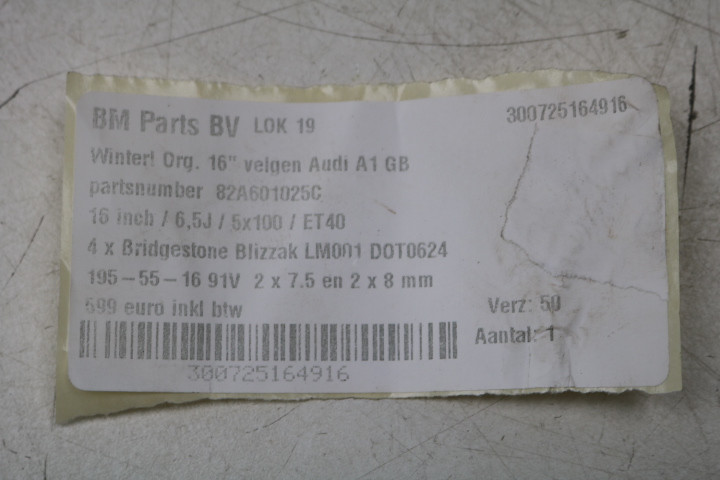 BM Parts BV LOK 19
300725164916
Winter! Org. 16" velgen Audi A1 GB
partsnumber 82A601025C
16 inch / 6,5J / 5x100 / ET40
4 x Bridgestone Blizzak LM001 DOT0624
195-55-16 91V 2 x 7.5 en 2 x 8 mm
699 euro inkl btw
Verz: 50
Aantal: 1
300725164916